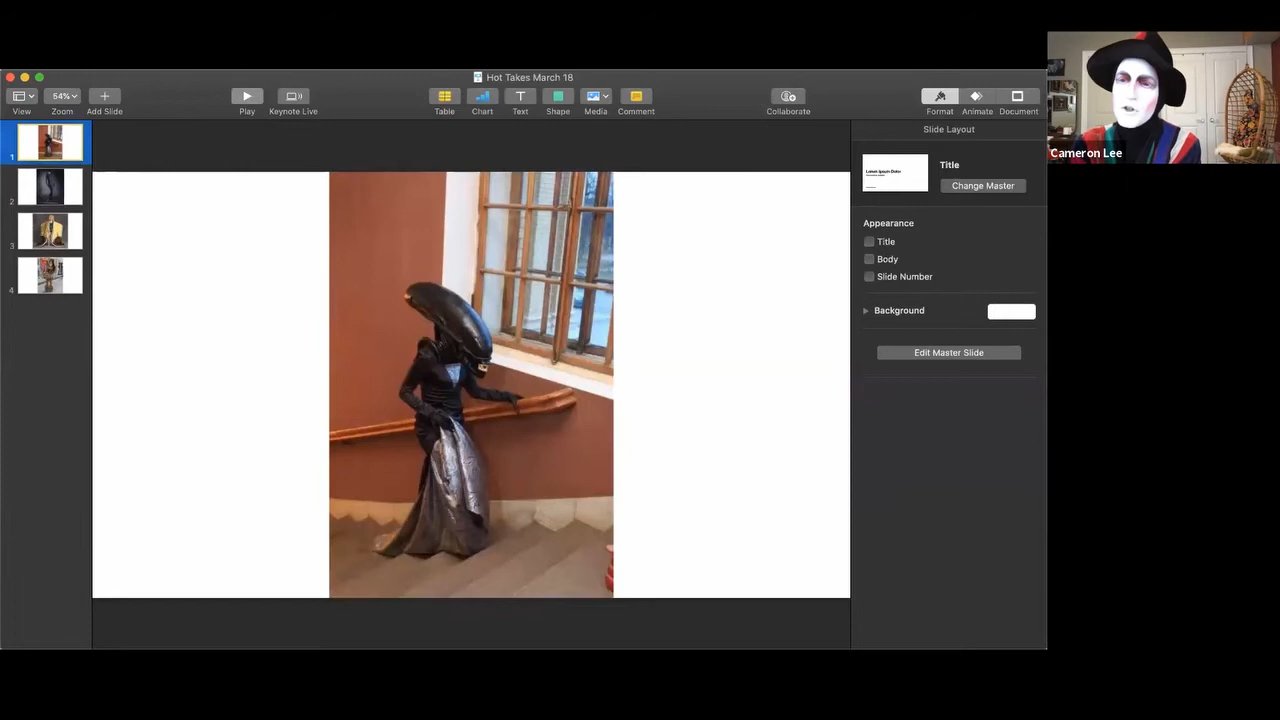 Hot Takes March 18
54%
View
Zoom
Add Slide
Play
Keynote Live
Table
Chart
Text
Shape
Media
Comment
Collaborate
Format
Animate
Document
Slide Layout
1
2
3
4
Title
Change Master
Appearance
Title
Body
Slide Number
Background
Edit Master Slide
Cameron Lee